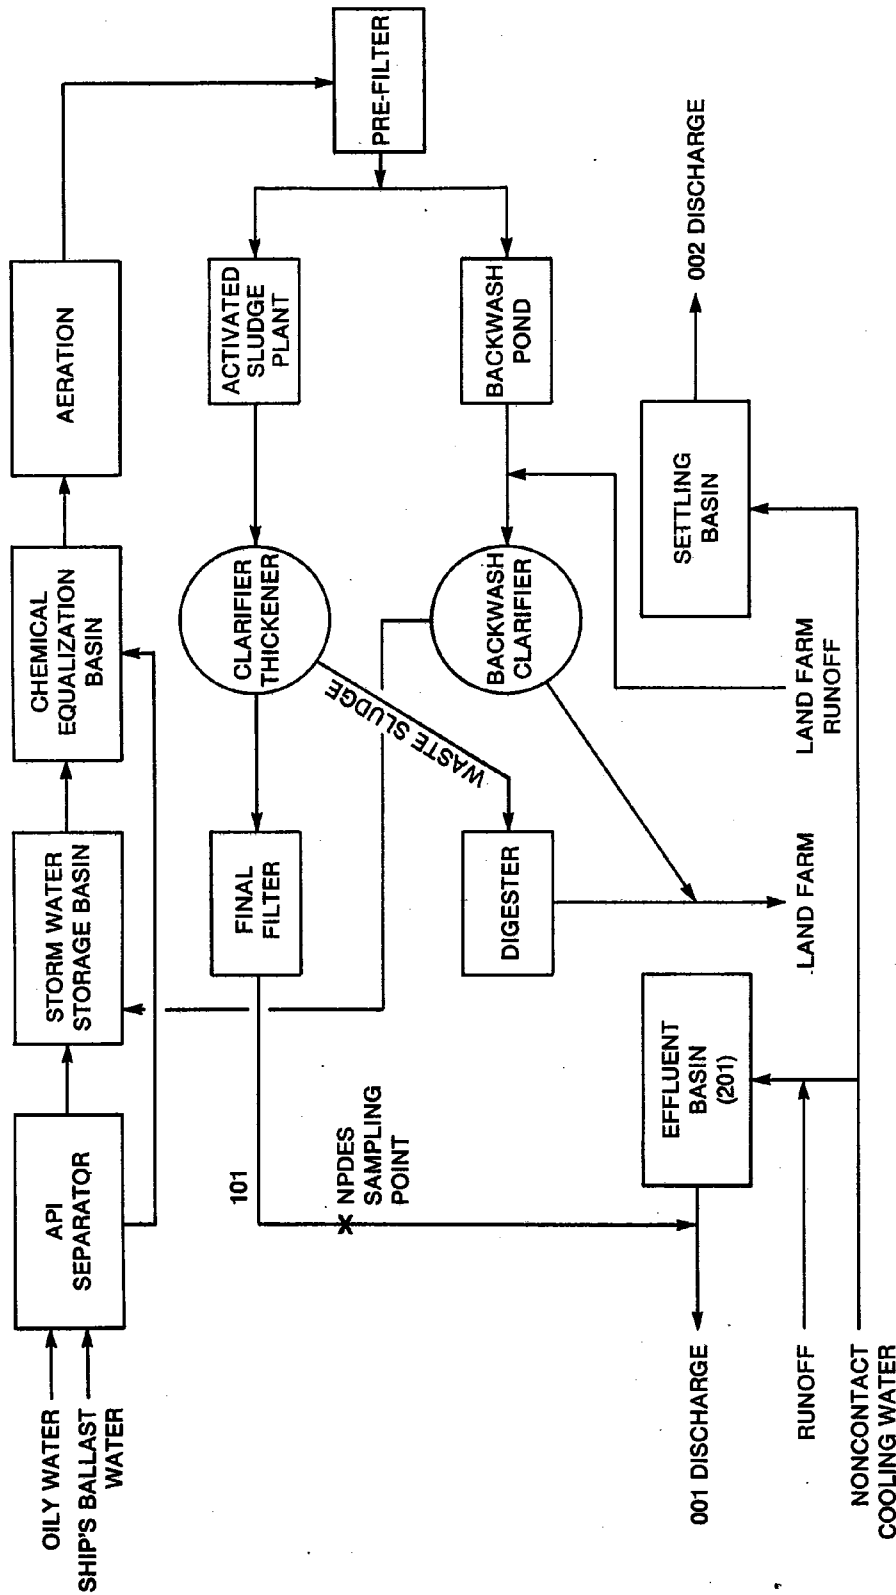 OILY WATER
SHIP'S BALLAST
WATER
API
SEPARATOR
STORM WATER
STORAGE BASIN
CHEMICAL
EQUALIZATION
BASIN
AERATION
PRE-FILTER
101
NPDES
SAMPLING
POINT
FINAL
FILTER
CLARIFIER
THICKENER
ACTIVATED
SLUDGE
PLANT
WASTE SLUDGE
DIGESTER
BACKWASH
CLARIFIER
BACKWASH
POND
001 DISCHARGE
EFFLUENT
BASIN
(201)
SETTLING
BASIN
002 DISCHARGE
RUNOFF
LAND FARM
LAND FARM
RUNOFF
NONCONTACT
COOLING WATER